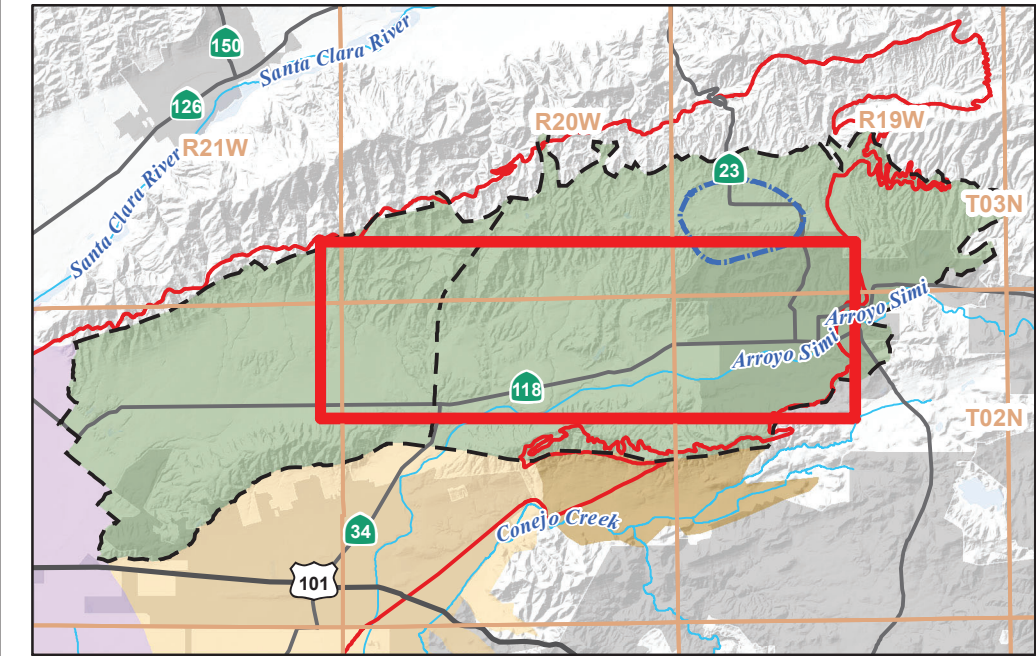 150
Santa Clara River
126
R21W
R20W
R19W
23
Santa Clara River
T03N
Arroyo Simi
Arroyo Simi
118
T02N
34
Conejo Creek
101